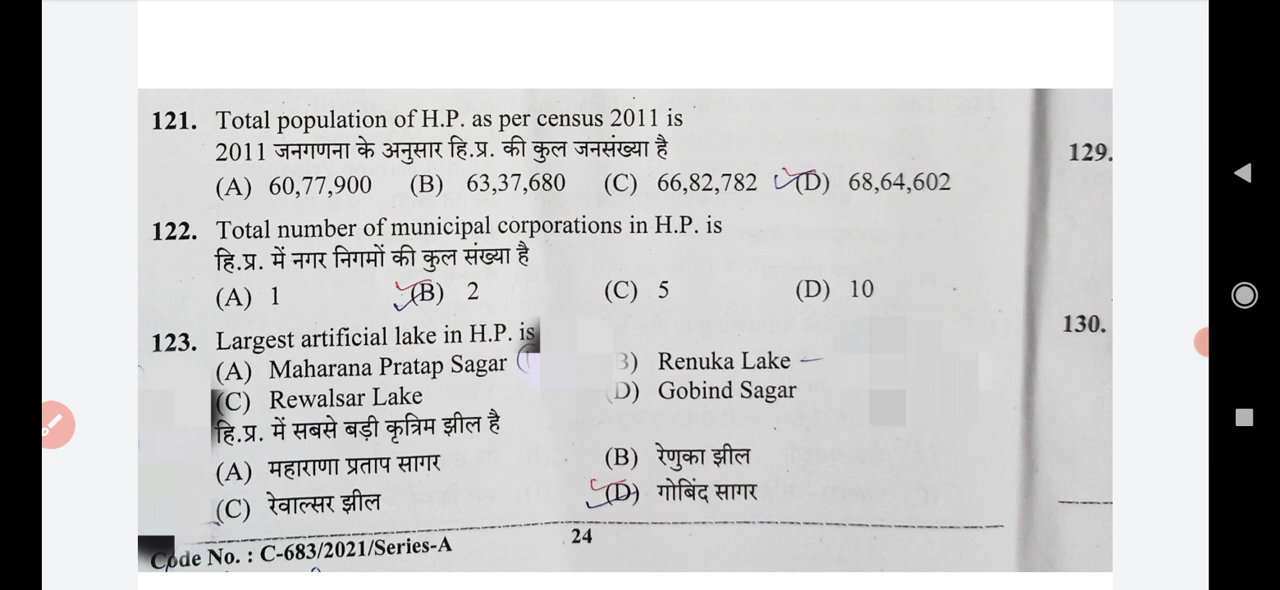 121. Total population of H.P. as per census 2011 is
2011 जनगणना के अनुसार हि.प्र. की कुल जनसंख्या है
(A) 60,77,900 (B) 63,37,680 (C) 66,82,782 (D) 68,64,602
122. Total number of municipal corporations in H.P. is
हि.प्र. में नगर निगमों की कुल संख्या है
(A) 1 (B) 2 (C) 5 (D) 10
123. Largest artificial lake in H.P. is
(A) Maharana Pratap Sagar B) Renuka Lake
(C) Rewalsar Lake (D) Gobind Sagar
हि.प्र. में सबसे बड़ी कृत्रिम झील है
(A) महाराणा प्रताप सागर (B) रेणुका झील
(C) रेवाल्सर झील (D) गोबिंद सागर
Code No. : C-683/2021/Series-A 24
129.
130.